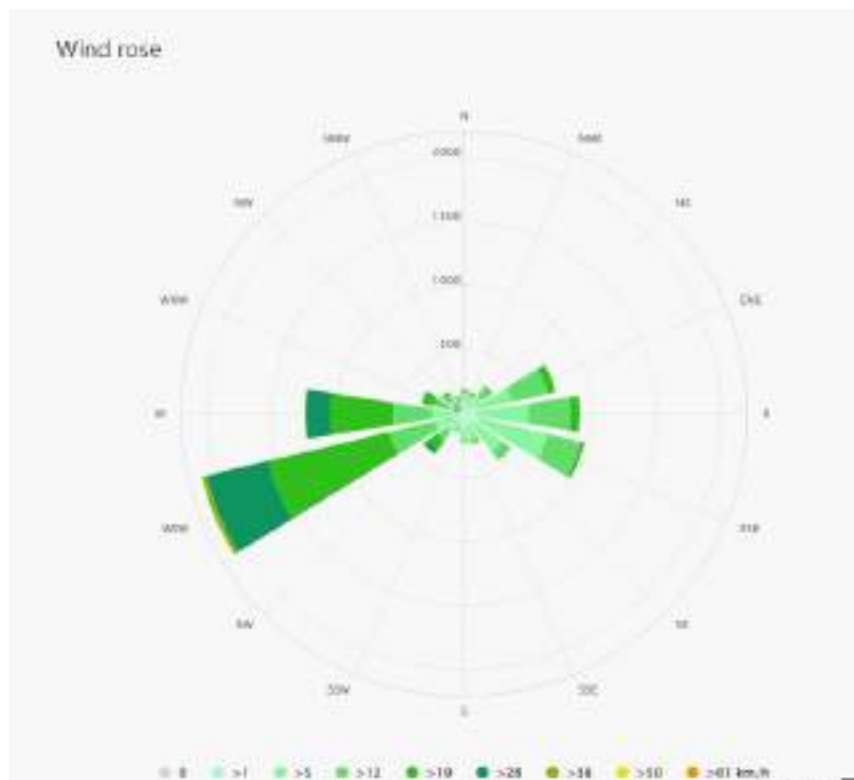 Wind rose
N
NNW
NNE
2000
NW
NE
1500
1000
WNW
ENE
500
W
E
WSW
ESE
SW
SE
SSW
SSE
S
0 >1 >5 >12 >19 >28 >38 >50 >61 km/h